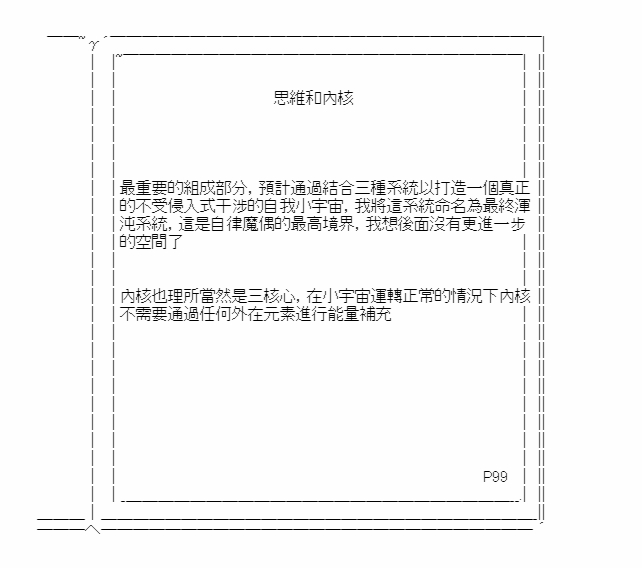 思維和內核
最重要的組成部分，預計通過結合三種系統以打造一個真正
的不受侵入式干涉的自我小宇宙，我將這系統命名為最終渾
沌系統，這是自律魔偶的最高境界，我想後面沒有更進一步
的空間了
內核也理所當然是三核心，在小宇宙運轉正常的情況下內核
不需要通過任何外在元素進行能量補充
P99